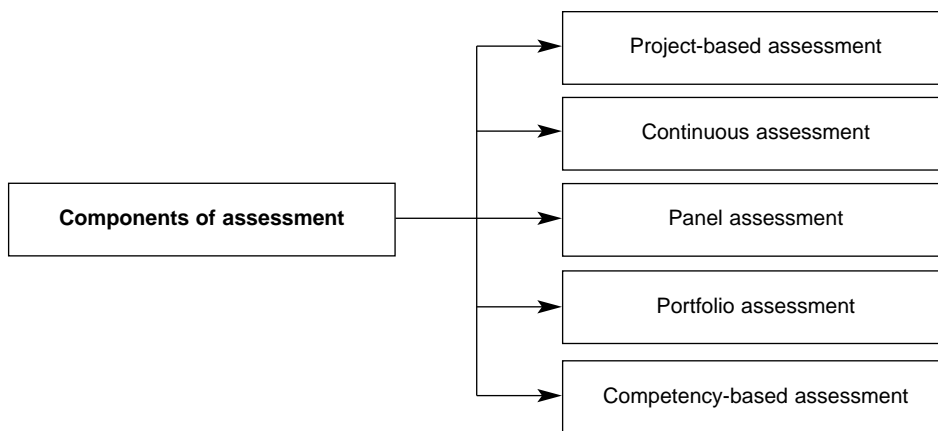 Components of assessment
Project-based assessment
Continuous assessment
Panel assessment
Portfolio assessment
Competency-based assessment